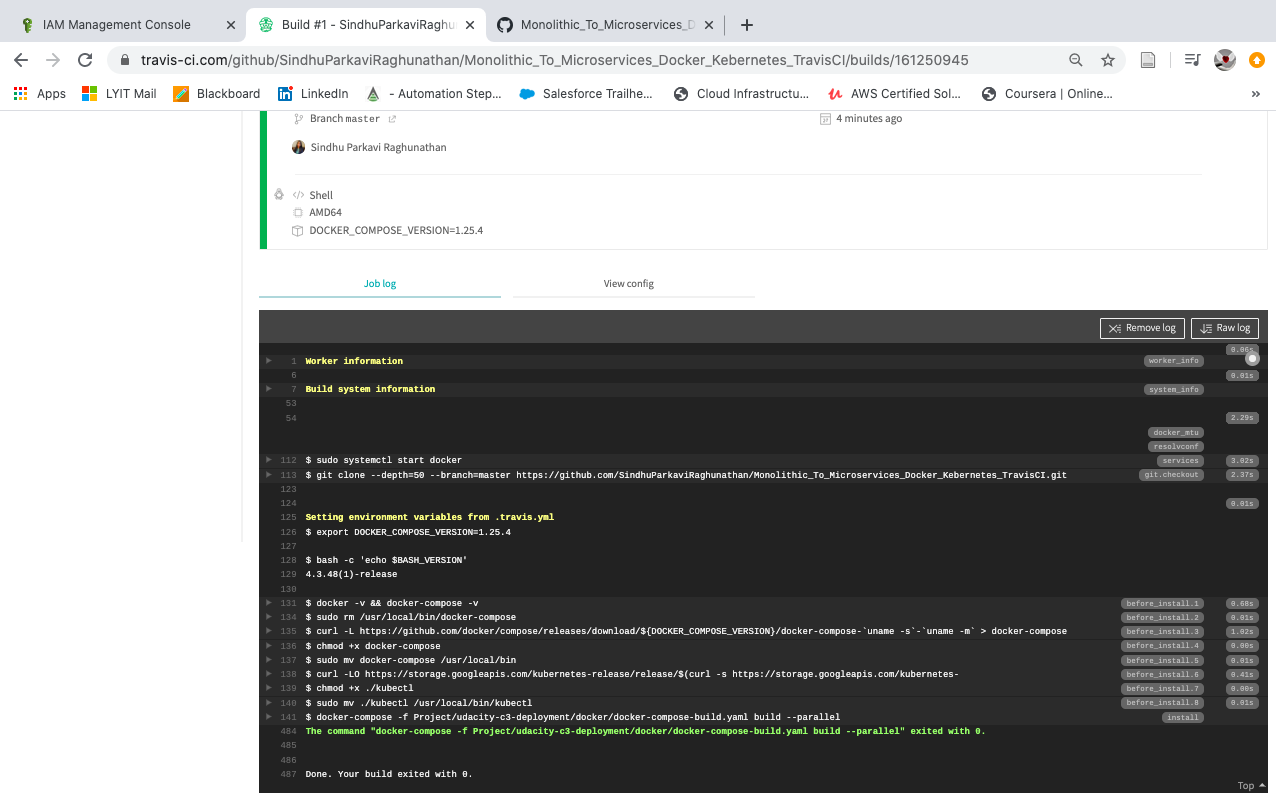 IAM Management Console
Build #1 - SindhuParkaviRaghu
Monolithic_To_Microservices_D
travis-ci.com/github/SindhuParkaviRaghunathan/Monolithic_To_Microservices_Docker_Kebernetes_TravisCI/builds/161250945
Apps LYIT Mail Blackboard LinkedIn - Automation Step... Salesforce Trailhe... Cloud Infrastructu... AWS Certified Sol... Coursera | Online... »
Branch master 4 minutes ago
Sindhu Parkavi Raghunathan
</> Shell
AMD64
DOCKER_COMPOSE_VERSION=1.25.4
Job log View config
Remove log Raw log
0.00s
1 Worker information worker_info
6 0.01s
7 Build system information system_info
53
54 2.29s
docker_mtu
resolvconf
112 $ sudo systemctl start docker services 3.02s
113 $ git clone --depth=50 --branch=master https://github.com/SindhuParkaviRaghunathan/Monolithic_To_Microservices_Docker_Kebernetes_TravisCI.git git.checkout 2.37s
123
124 0.01s
125 Setting environment variables from .travis.yml
126 $ export DOCKER_COMPOSE_VERSION=1.25.4
127
128 $ bash -c 'echo $BASH_VERSION'
129 4.3.48(1)-release
130
131 $ docker -v && docker-compose -v before_install.1 0.68s
134 $ sudo rm /usr/local/bin/docker-compose before_install.2 0.01s
135 $ curl -L https://github.com/docker/compose/releases/download/${DOCKER_COMPOSE_VERSION}/docker-compose-`uname -s`-`uname -m` > docker-compose before_install.3 1.02s
136 $ chmod +x docker-compose before_install.4 0.00s
137 $ sudo mv docker-compose /usr/local/bin before_install.5 0.01s
138 $ curl -LO https://storage.googleapis.com/kubernetes-release/release/$(curl -s https://storage.googleapis.com/kubernetes- before_install.6 0.41s
139 $ chmod +x ./kubectl before_install.7 0.00s
140 $ sudo mv ./kubectl /usr/local/bin/kubectl before_install.8 0.01s
141 $ docker-compose -f Project/udacity-c3-deployment/docker/docker-compose-build.yaml build --parallel install
484 The command "docker-compose -f Project/udacity-c3-deployment/docker/docker-compose-build.yaml build --parallel" exited with 0.
485
486
487 Done. Your build exited with 0.
Top